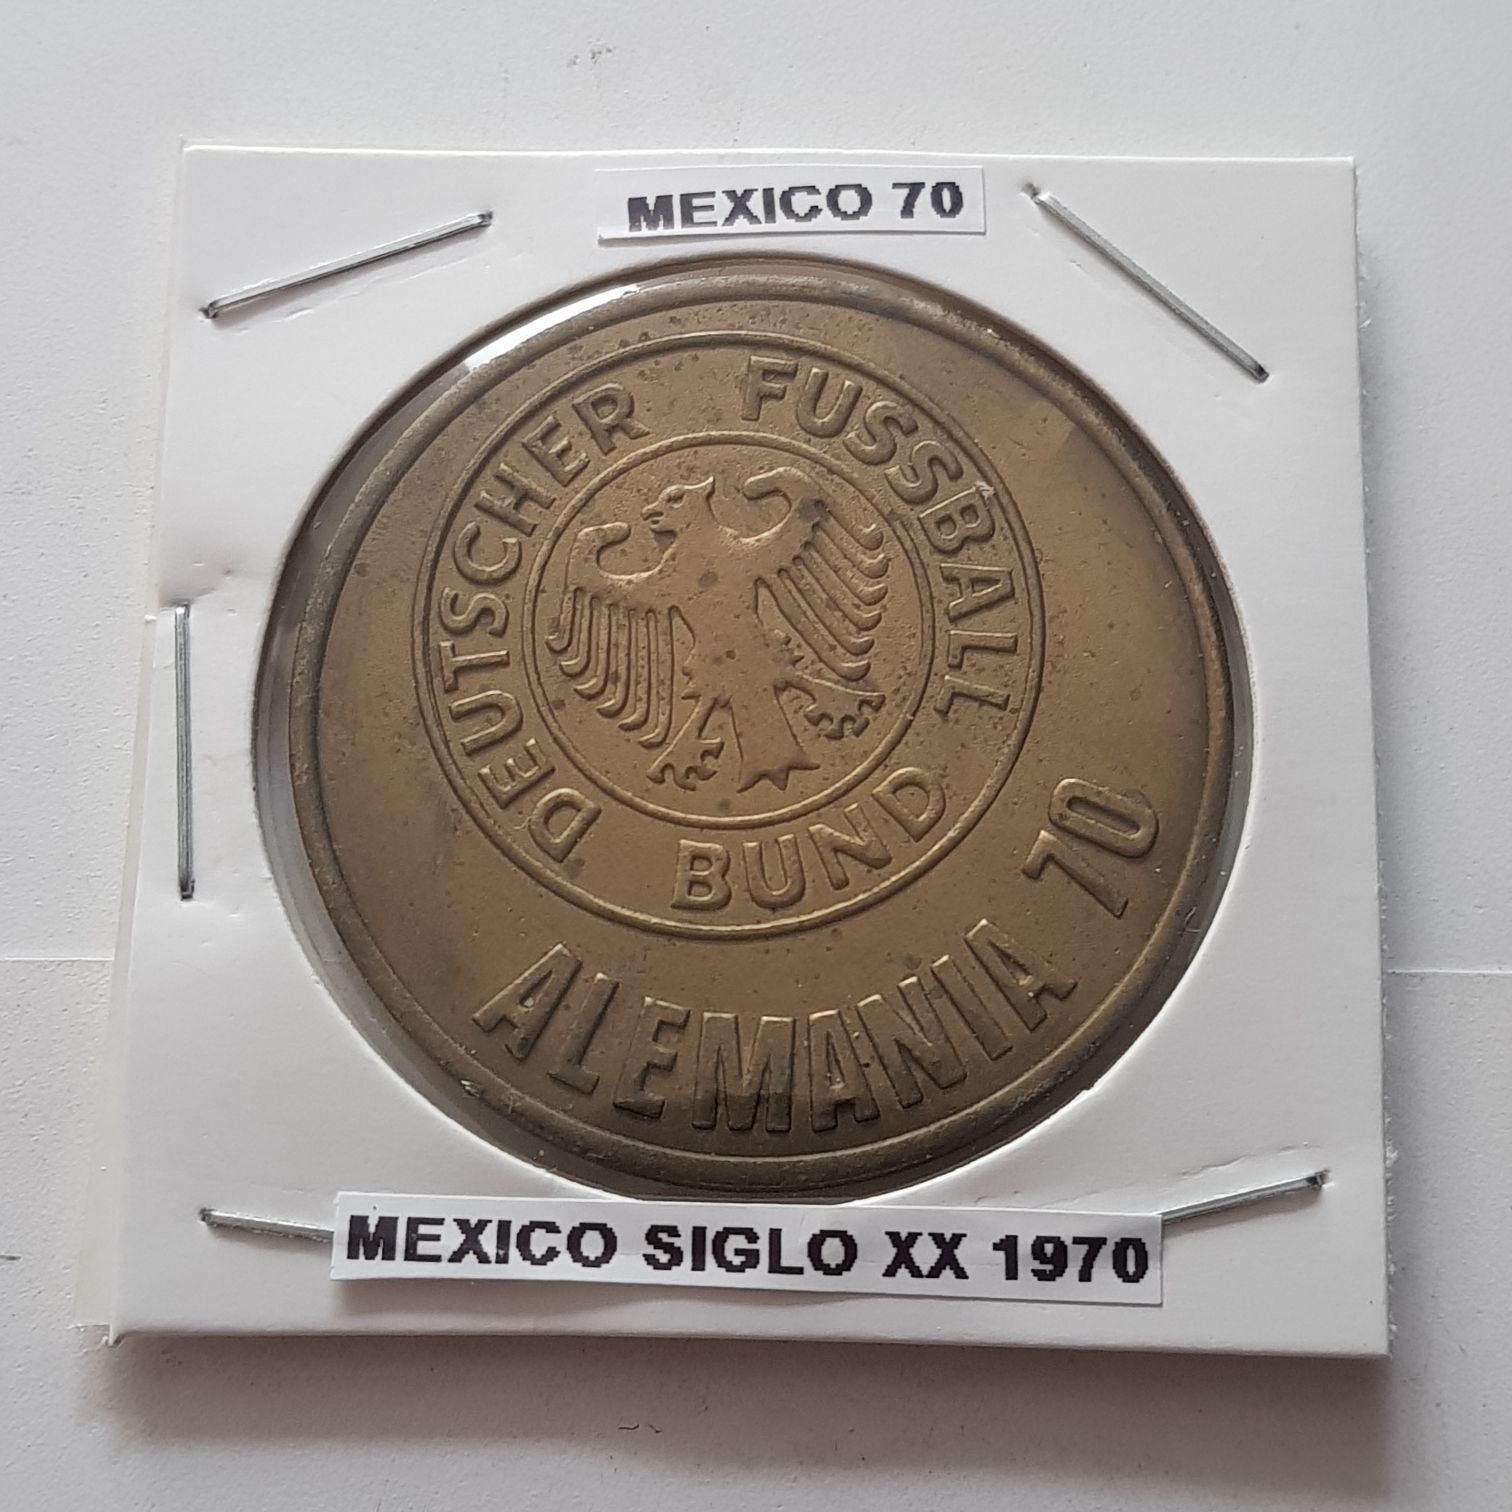 MEXICO 70
DEUTSCHER FUSSBALL BUND
ALEMANIA 70
MEXICO SIGLO XX 1970